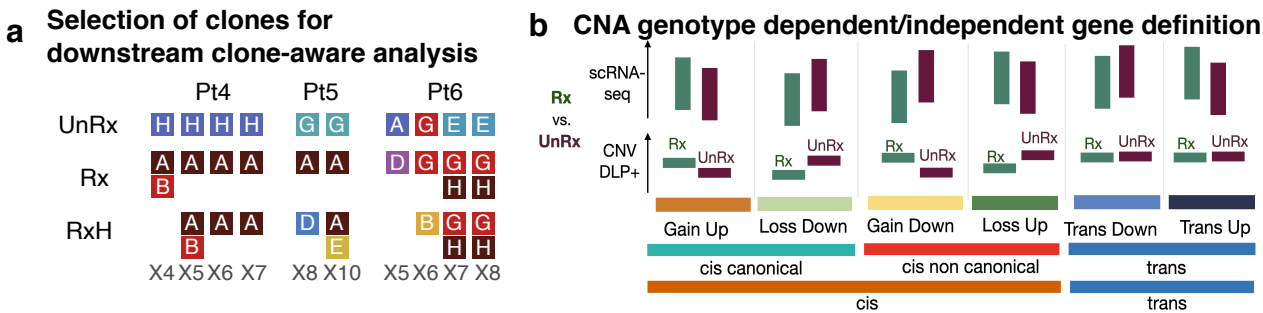 a Selection of clones for
downstream clone-aware analysis
Pt4 Pt5 Pt6
UnRx H H H H G G A G E E
Rx A A A A A A D G G G
B H H
RxH A A A D A B G G
B E H H
X4 X5 X6 X7 X8 X10 X5 X6 X7 X8
b CNA genotype dependent/independent gene definition
scRNA-
seq
Rx
vs.
UnRx
CNV
DLP+
Rx UnRx Rx UnRx Rx UnRx Rx UnRx Rx UnRx Rx UnRx
Gain Up Loss Down Gain Down Loss Up Trans Down Trans Up
cis canonical cis non canonical trans
cis trans